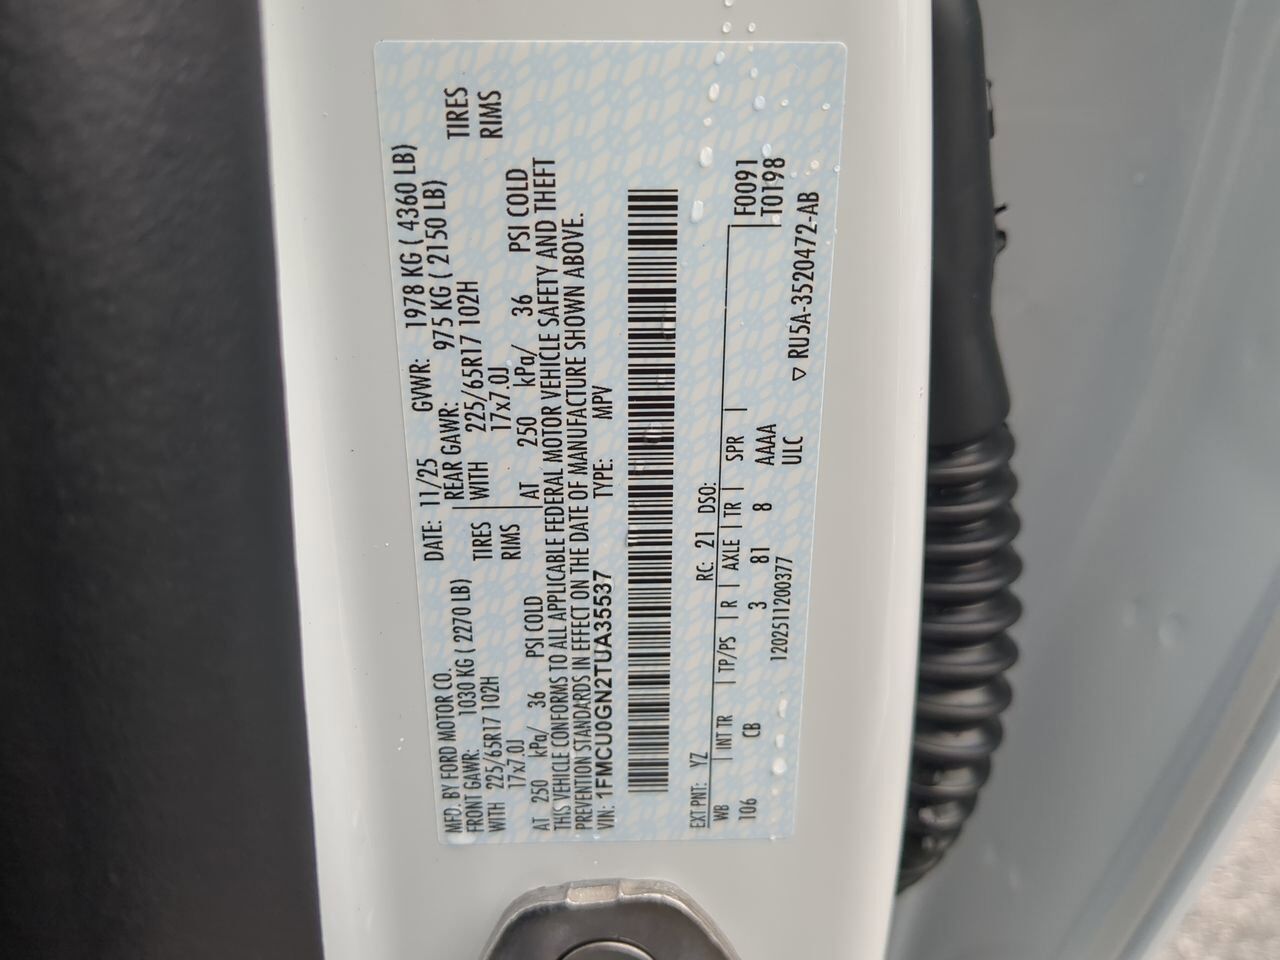 MFD. BY FORD MOTOR CO. DATE: 11/25 GVWR: 1978 KG ( 4360 LB)
FRONT GAWR: 1030 KG ( 2270 LB) REAR GAWR: 975 KG ( 2150 LB)
WITH 225/65R17 102H TIRES WITH 225/65R17 102H TIRES
17x7.0J RIMS 17x7.0J RIMS
AT 250 kPa/ 36 PSI COLD AT 250 kPa/ 36 PSI COLD
THIS VEHICLE CONFORMS TO ALL APPLICABLE FEDERAL MOTOR VEHICLE SAFETY AND THEFT
PREVENTION STANDARDS IN EFFECT ON THE DATE OF MANUFACTURE SHOWN ABOVE.
VIN: 1FMCU0GN2TUA35537 TYPE: MPV
EXT PNT: YZ RC: 21 DSO: F0091
WB INT TR TP/PS R AXLE TR SPR T0198
106 CB 3 81 8 AAAA
1202511200377 ULC
▽ RU5A-3520472-AB